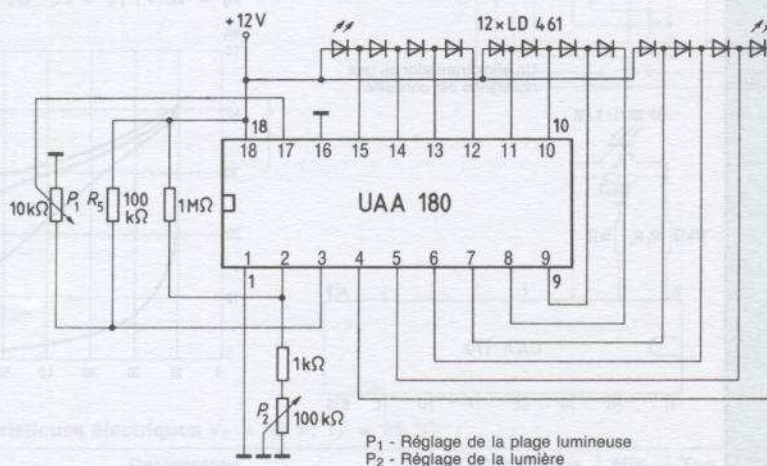 +12V
12×LD 461
18
10
18 17 16 15 14 13 12 11 10
10kΩ P₁ R₅ 100 kΩ 1MΩ
UAA 180
1 2 3 4 5 6 7 8 9
1
9
1kΩ
P₂ 100kΩ
P₁ - Réglage de la plage lumineuse
P₂ - Réglage de la lumière